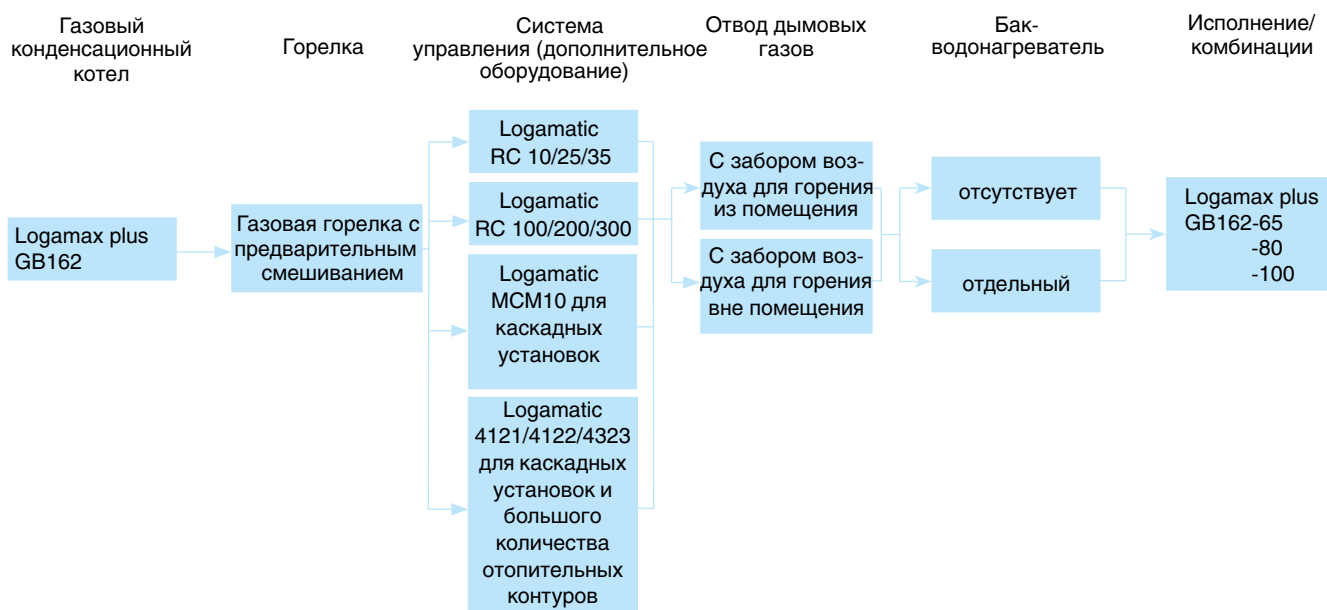 Газовый
конденсационный
котел
Горелка
Система
управления (дополнительное
оборудование)
Отвод дымовых
газов
Бак-
водонагреватель
Исполнение/
комбинации
Logamax plus
GB162
Газовая горелка с
предварительным
смешиванием
Logamatic
RC 10/25/35
Logamatic
RC 100/200/300
Logamatic
MCM10 для
каскадных
установок
Logamatic
4121/4122/4323
для каскадных
установок и
большого
количества
отопительных
контуров
С забором воз-
духа для горения
из помещения
С забором воз-
духа для горения
вне помещения
отсутствует
отдельный
Logamax plus
GB162-65
-80
-100